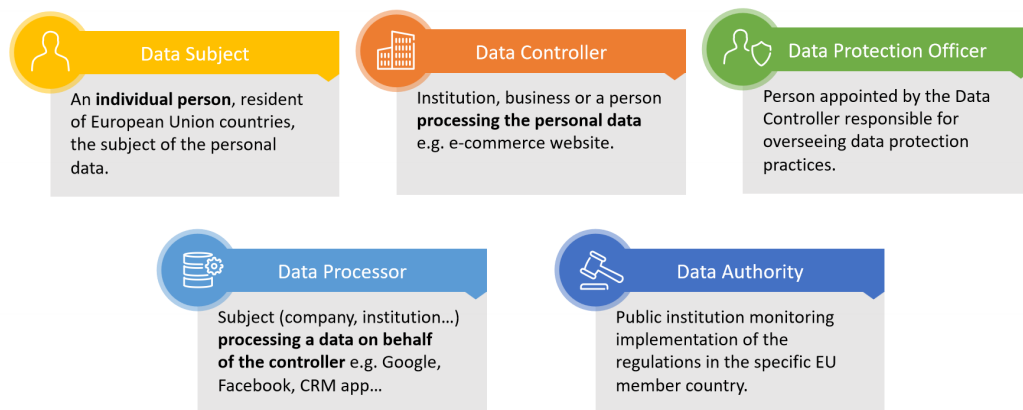 Data Subject
An individual person, resident
of European Union countries,
the subject of the personal
data.
Data Controller
Institution, business or a person
processing the personal data
e.g. e-commerce website.
Data Protection Officer
Person appointed by the Data
Controller responsible for
overseeing data protection
practices.
Data Processor
Subject (company, institution...)
processing a data on behalf
of the controller e.g. Google,
Facebook, CRM app...
Data Authority
Public institution monitoring
implementation of the
regulations in the specific EU
member country.